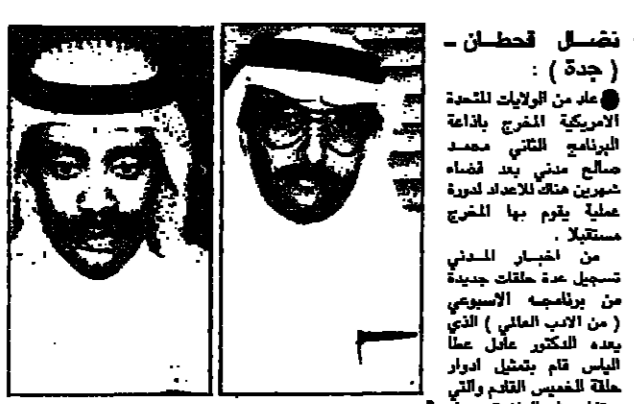 نضال قحطان ـ
( جدة ) :
● عاد من الولايات المتحدة
الامريكية المخرج باذاعة
البرنامج الثاني محمد
صالح مدني بعد قضاء
شهرين هناك للاعداد لدورة
عملية يقوم بها المخرج
مستقبلا .
من اخبار المدني
تسجيل عدة حلقات جديدة
من برنامجه الاسبوعي
( من الادب العالمي ) الذي
يعده الدكتور عادل عطا
الياس قام بتمثيل ادوار
حلقة الخميس القادم والتي